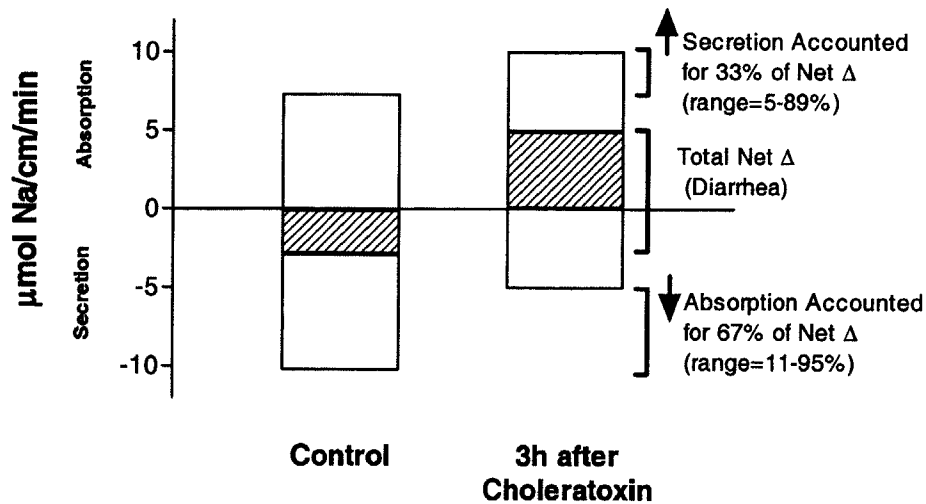 µmol Na/cm/min
Absorption
Secretion
10
5
0
-5
-10
Secretion Accounted
for 33% of Net Δ
(range=5-89%)
Total Net Δ
(Diarrhea)
Absorption Accounted
for 67% of Net Δ
(range=11-95%)
Control
3h after
Choleratoxin